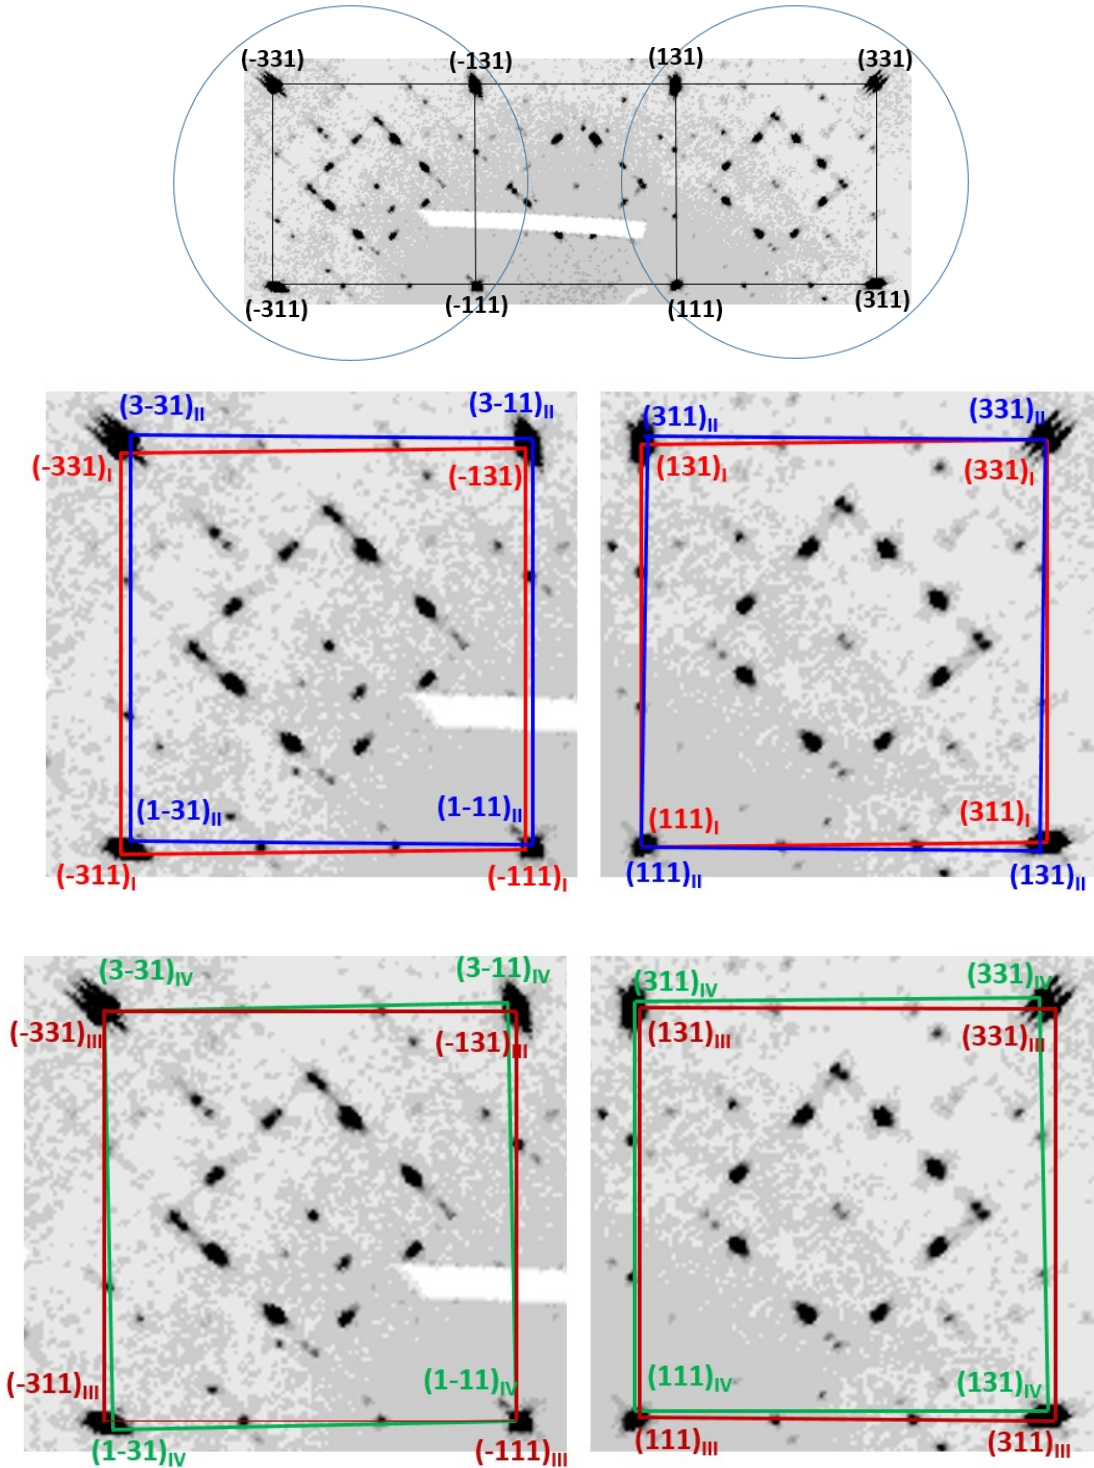 (-331) (-131) (131) (331)
(-311) (-111) (111) (311)
(3-31)II (3-11)II (311)II (331)II
(-331)I (-131) (131)I (331)I
(1-31)II (1-11)II (111)I (311)I
(-311)I (-111)I (111)II (131)II
(3-31)IV (3-11)IV (311)IV (331)IV
(-331)III (-131)III (131)III (331)III
(-311)III (1-11)IV (111)IV (131)IV
(1-31)IV (-111)III (111)III (311)III